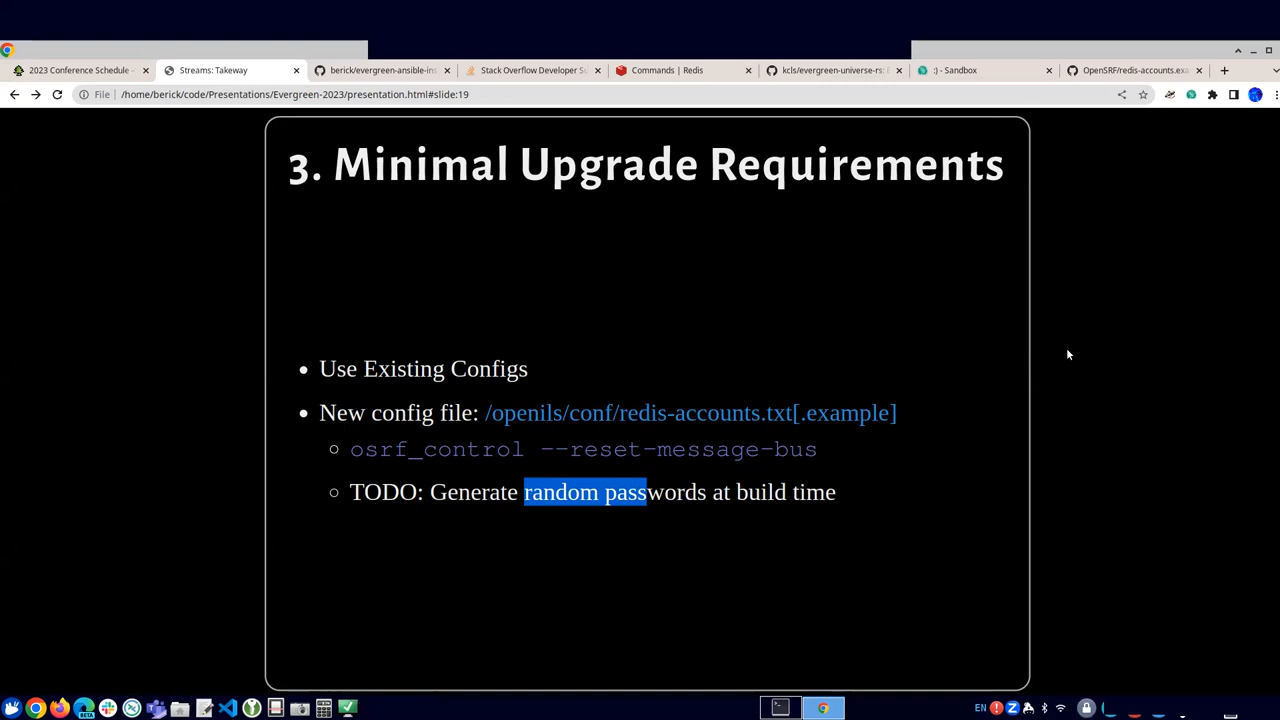 2023 Conference Schedule -
Streams: Takeway
berick/evergreen-ansible-ins
Stack Overflow Developer Su
Commands | Redis
kcls/evergreen-universe-rs: E
:) - Sandbox
OpenSRF/redis-accounts.exa
File | /home/berick/code/Presentations/Evergreen-2023/presentation.html#slide:19
3. Minimal Upgrade Requirements
• Use Existing Configs
• New config file: /openils/conf/redis-accounts.txt[.example]
osrf_control --reset-message-bus
TODO: Generate random passwords at build time
BETA
EN